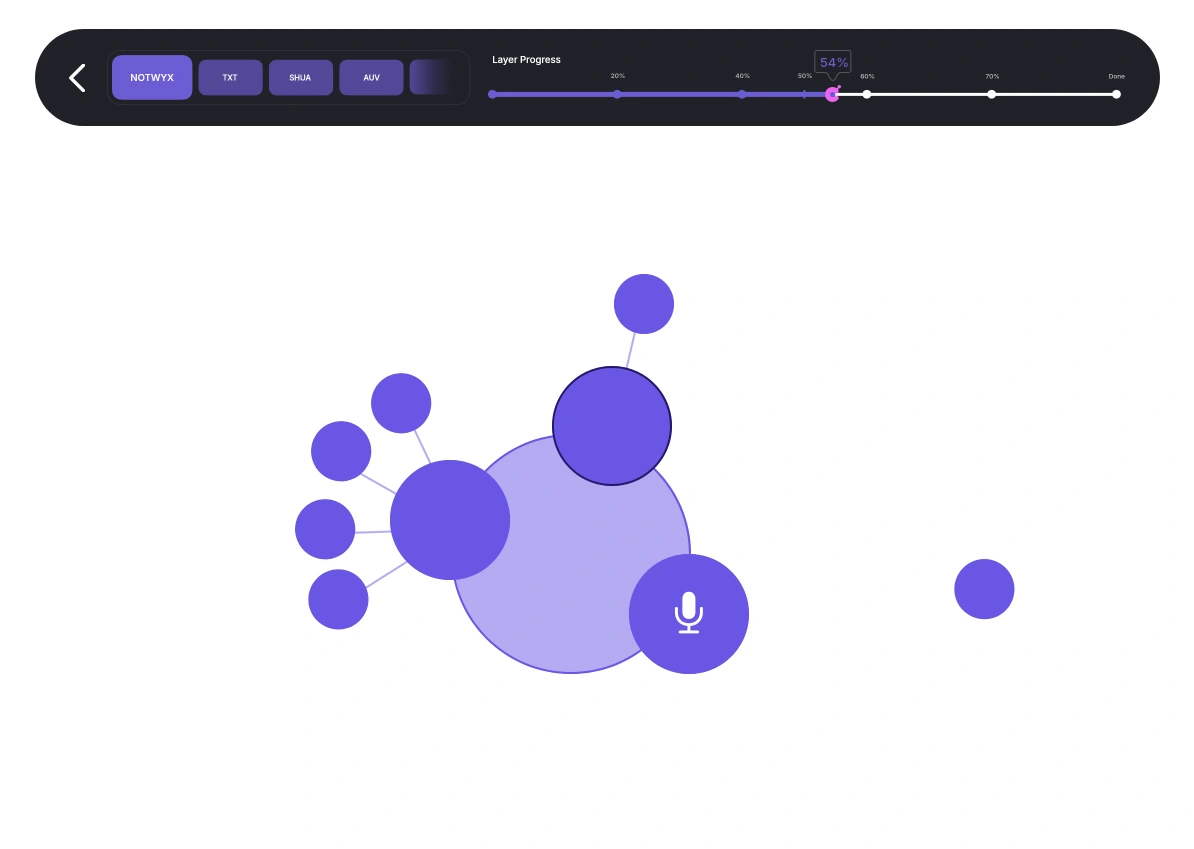 NOTWYX
TXT
SHUA
AUV
Layer Progress
54%
20%
40%
50%
60%
70%
Done